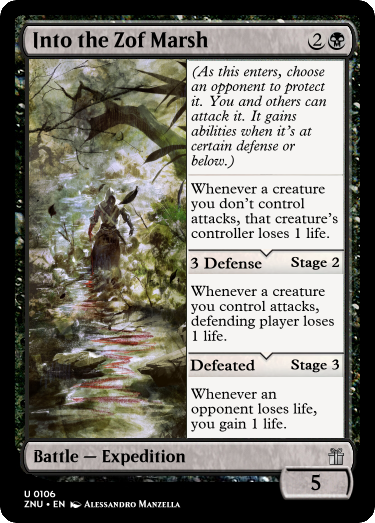 Into the Zof Marsh 2
(As this enters, choose
an opponent to protect
it. You and others can
attack it. It gains
abilities when it's at
certain defense or
below.)
Whenever a creature
you don't control
attacks, that creature's
controller loses 1 life.
3 Defense Stage 2
Whenever a creature
you control attacks,
defending player loses
1 life.
Defeated Stage 3
Whenever an
opponent loses life,
you gain 1 life.
Battle — Expedition
5
U 0106
ZNU • EN Alessandro Manzella